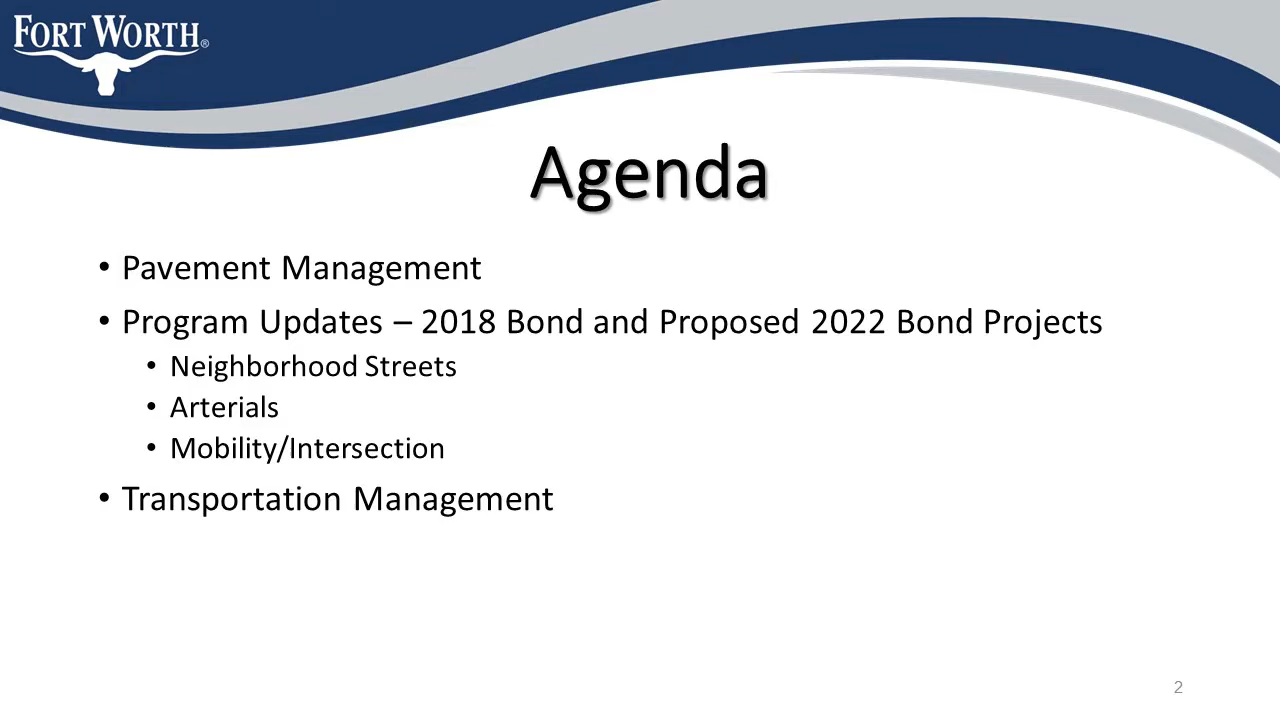 FORT WORTH®
Agenda
• Pavement Management
• Program Updates – 2018 Bond and Proposed 2022 Bond Projects
• Neighborhood Streets
• Arterials
• Mobility/Intersection
• Transportation Management
2